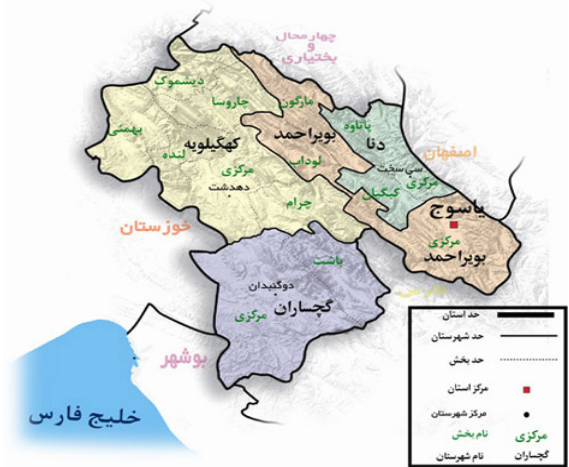 چهارمحال
و
بختیاری
دیشموک
چاروسا
مارگون
پاتاوه
بویراحمد
دنا
اصفهان
بهمئی
لنده
کهگیلویه
لوداب
سی سخت
مرکزی
کبگیان
مرکزی
دهدشت
چرام
یاسوج
خوزستان
مرکزی
بویراحمد
باشت
دوگنبدان
گچساران
مرکزی
بوشهر
خلیج فارس
حد استان
حد شهرستان
حد بخش
مرکز استان
مرکز شهرستان
نام بخش
مرکزی
نام شهرستان
گچساران